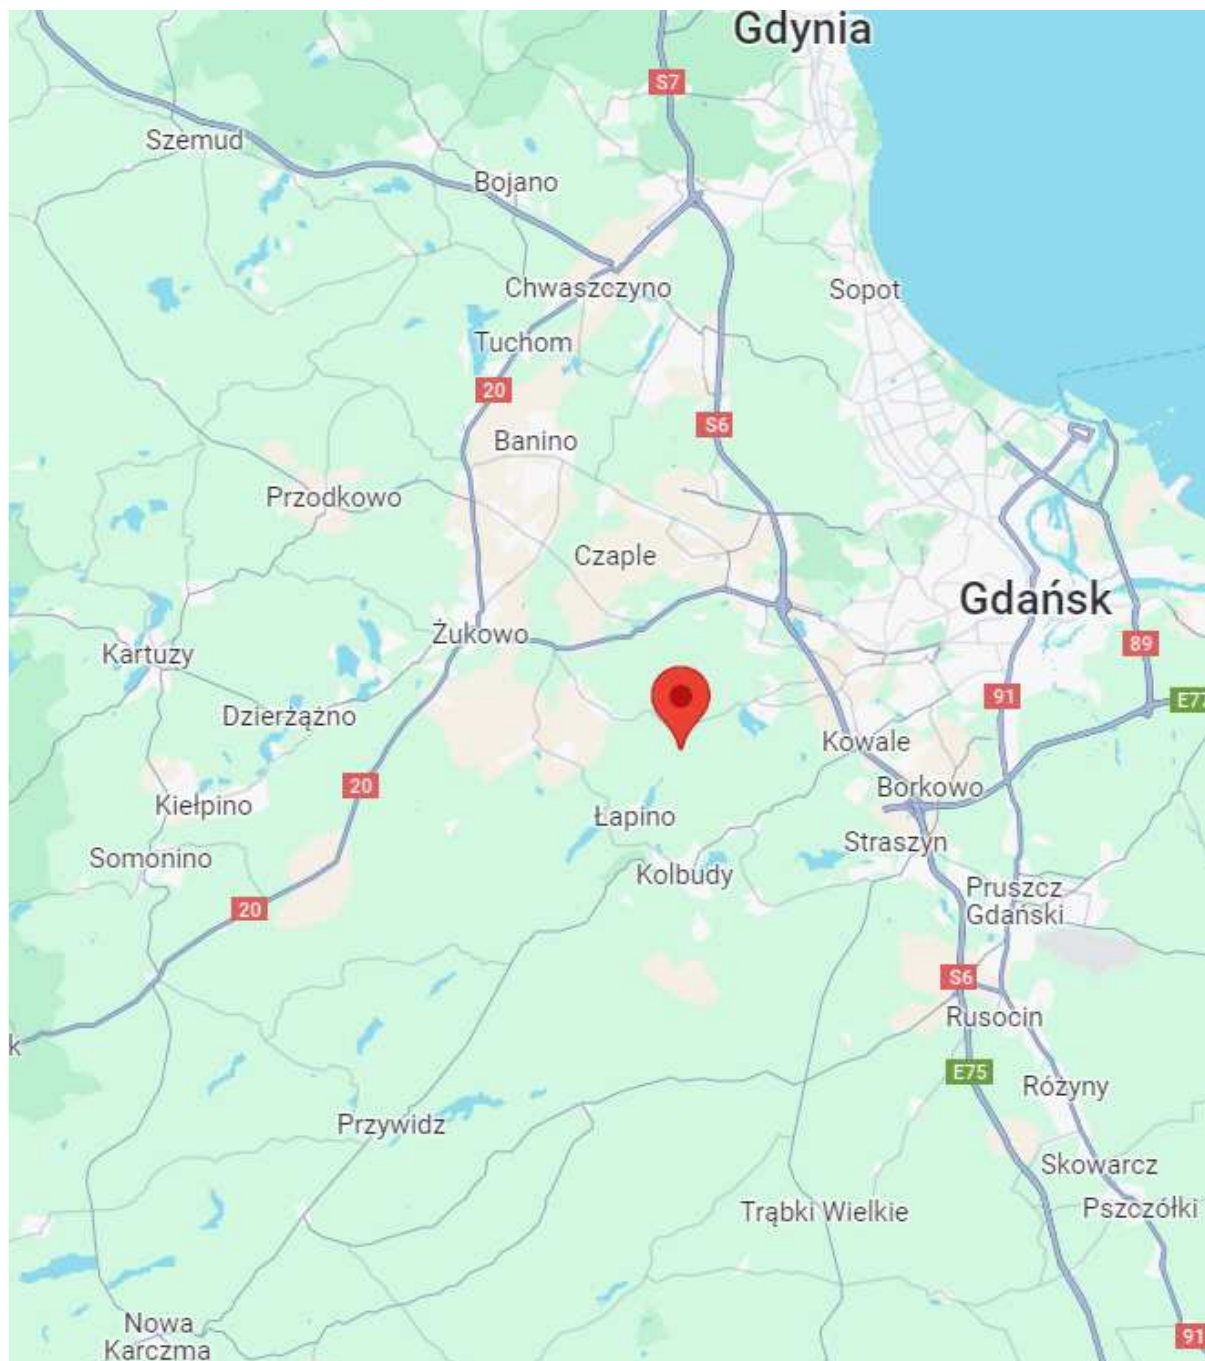 Gdynia
S7
Szemud
Bojano
Chwaszczyno
Sopot
Tuchom
20
S6
Banino
Przodkowo
Czaple
Gdańsk
Żukowo
89
Kartuzy
91
E77
Dzierżążno
Kowale
20
Borkowo
Kiełpino
Łapino
Straszyn
Somonino
Kolbudy
Pruszcz
Gdański
20
S6
Rusocin
k
E75
Różyny
Przywidz
Skowarcz
Trąbki Wielkie
Pszczółki
Nowa
Karczma
91